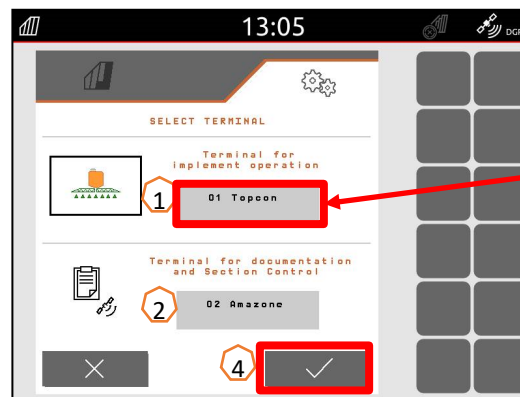 13:05
DGP
SELECT TERMINAL
Terminal for
implement operation
1
01 Topcon
Terminal for documentation
and Section Control
2
02 Amazone
4